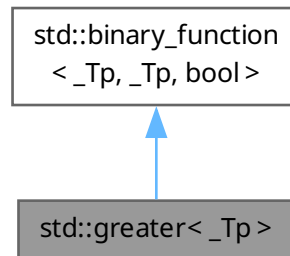 std::binary_function
< _Tp, _Tp, bool >
std::greater< _Tp >